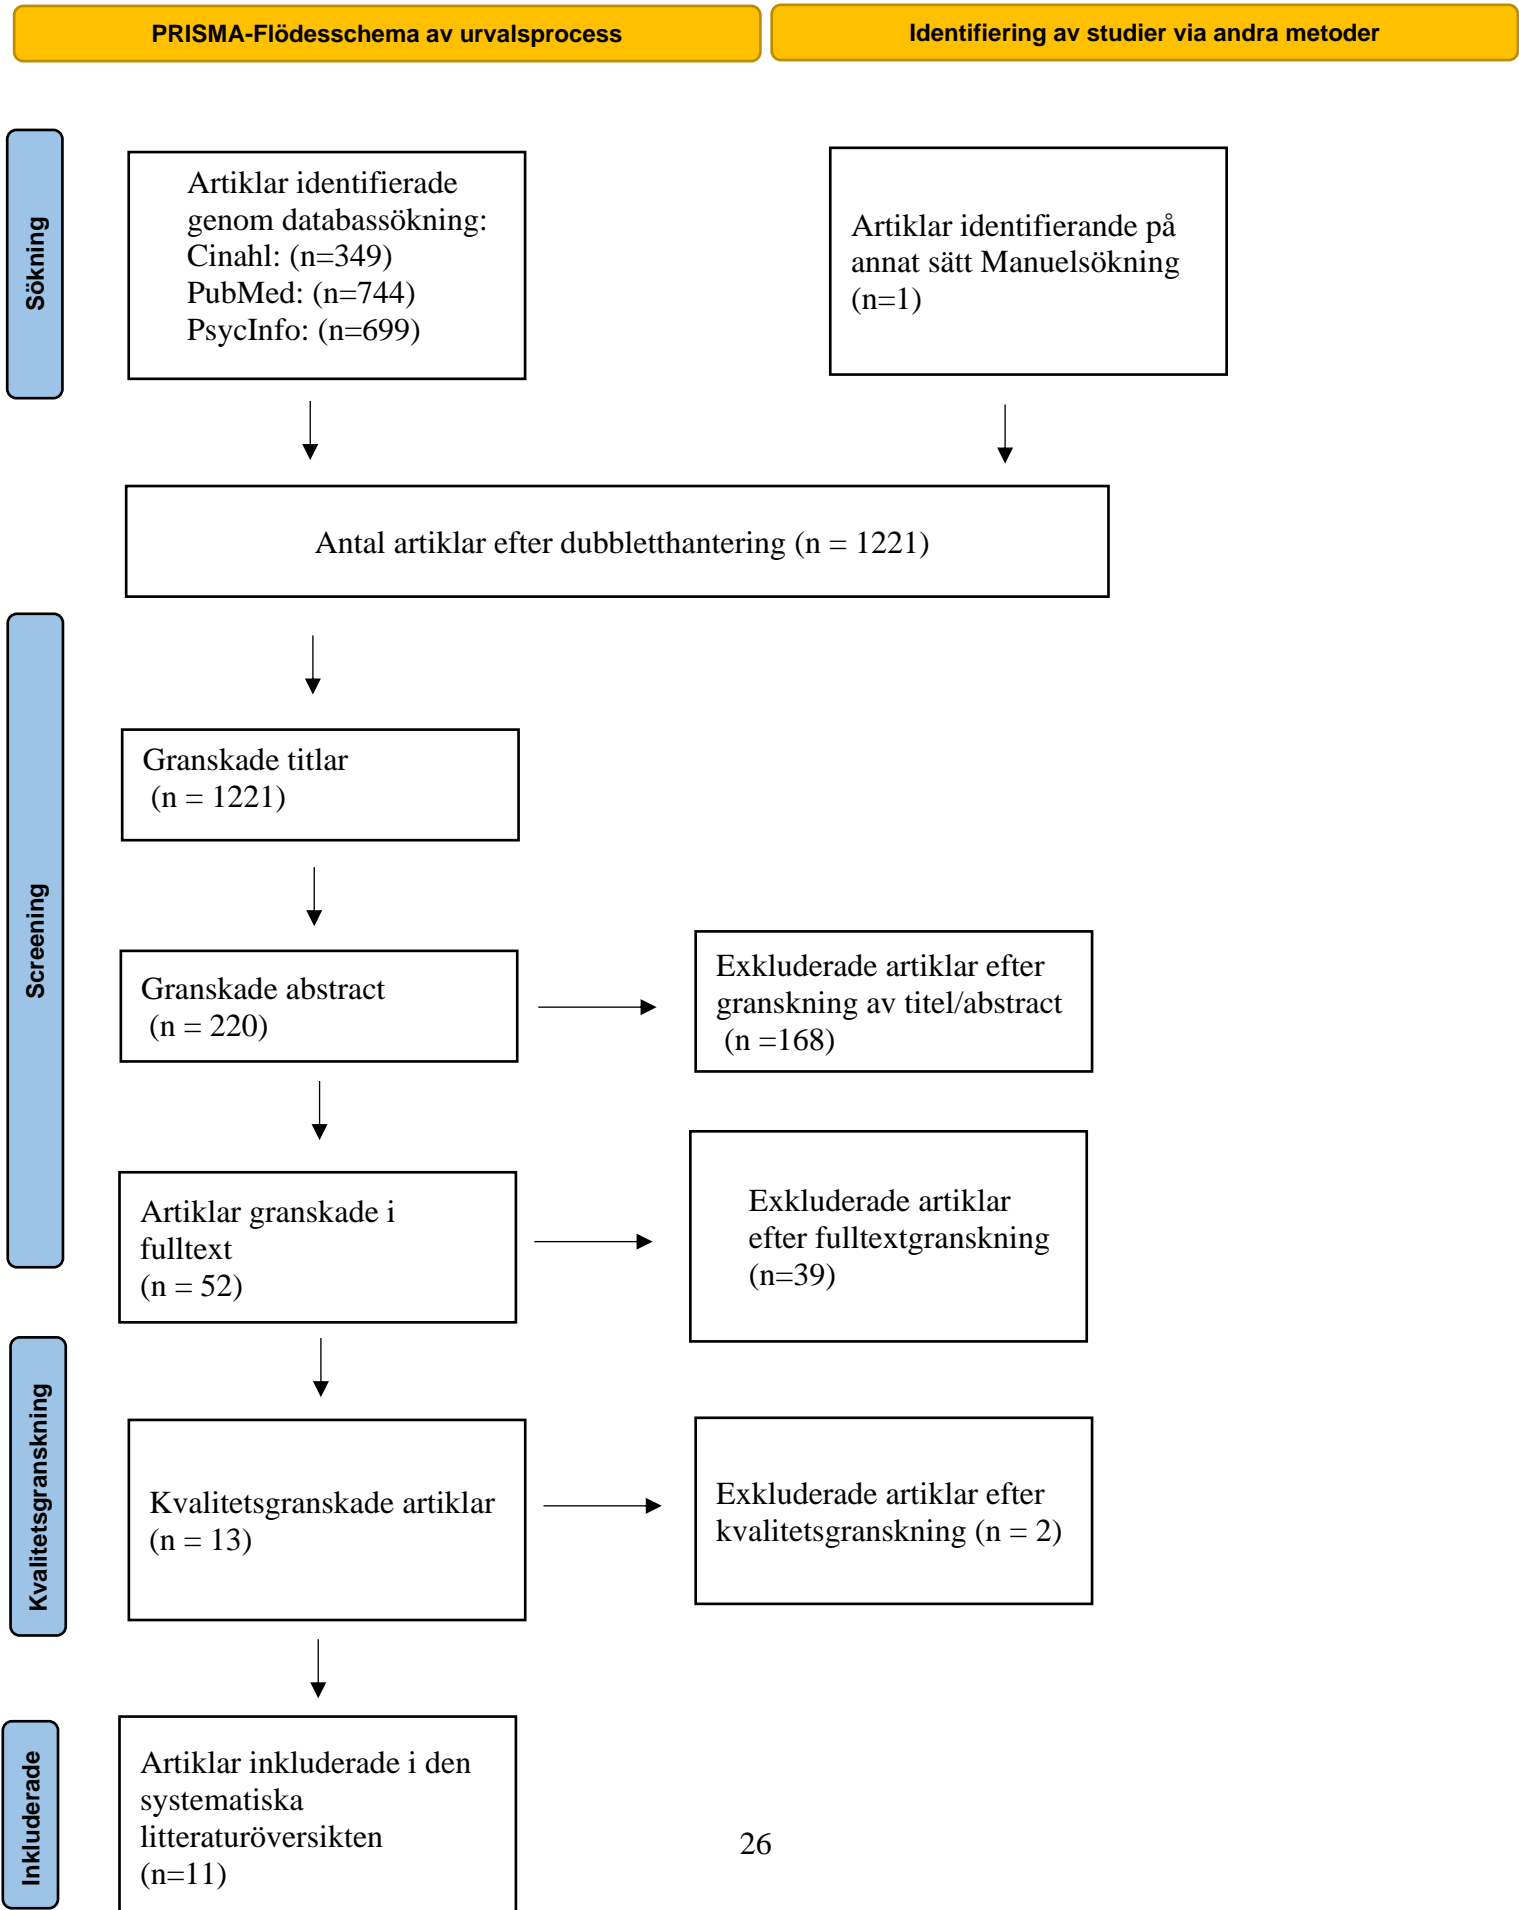 PRISMA-Flödesschema av urvalsprocess
Identifiering av studier via andra metoder
Sökning
Artiklar identifierade
genom databassökning:
Cinahl: (n=349)
PubMed: (n=744)
PsycInfo: (n=699)
Artiklar identifierande på
annat sätt Manuelsökning
(n=1)
Antal artiklar efter dubbletthantering (n = 1221)
Screening
Granskade titlar
(n = 1221)
Granskade abstract
(n = 220)
Exkluderade artiklar efter
granskning av titel/abstract
(n =168)
Artiklar granskade i
fulltext
(n = 52)
Exkluderade artiklar
efter fulltextgranskning
(n=39)
Kvalitetsgranskning
Kvalitetsgranskade artiklar
(n = 13)
Exkluderade artiklar efter
kvalitetsgranskning (n = 2)
Inkluderade
Artiklar inkluderade i den
systematiska
litteraturöversikten
(n=11)
26